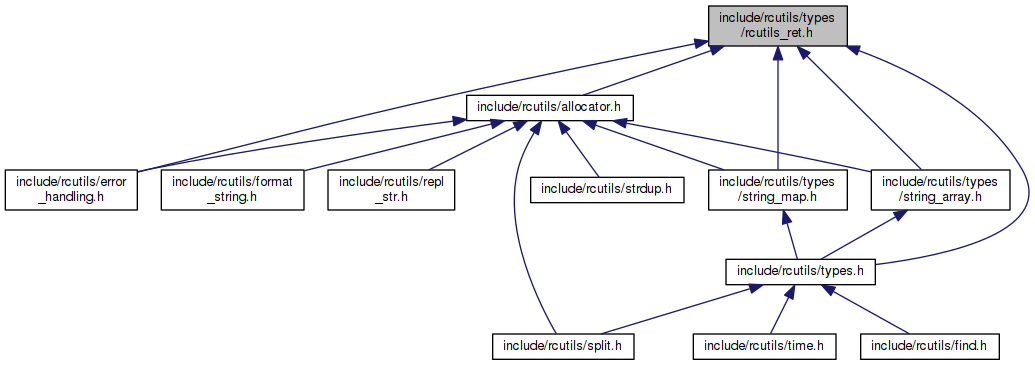 include/rcutils/types
/rcutils_ret.h
include/rcutils/allocator.h
include/rcutils/error
_handling.h
include/rcutils/format
_string.h
include/rcutils/repl
_str.h
include/rcutils/strdup.h
include/rcutils/types
/string_map.h
include/rcutils/types
/string_array.h
include/rcutils/types.h
include/rcutils/split.h
include/rcutils/time.h
include/rcutils/find.h